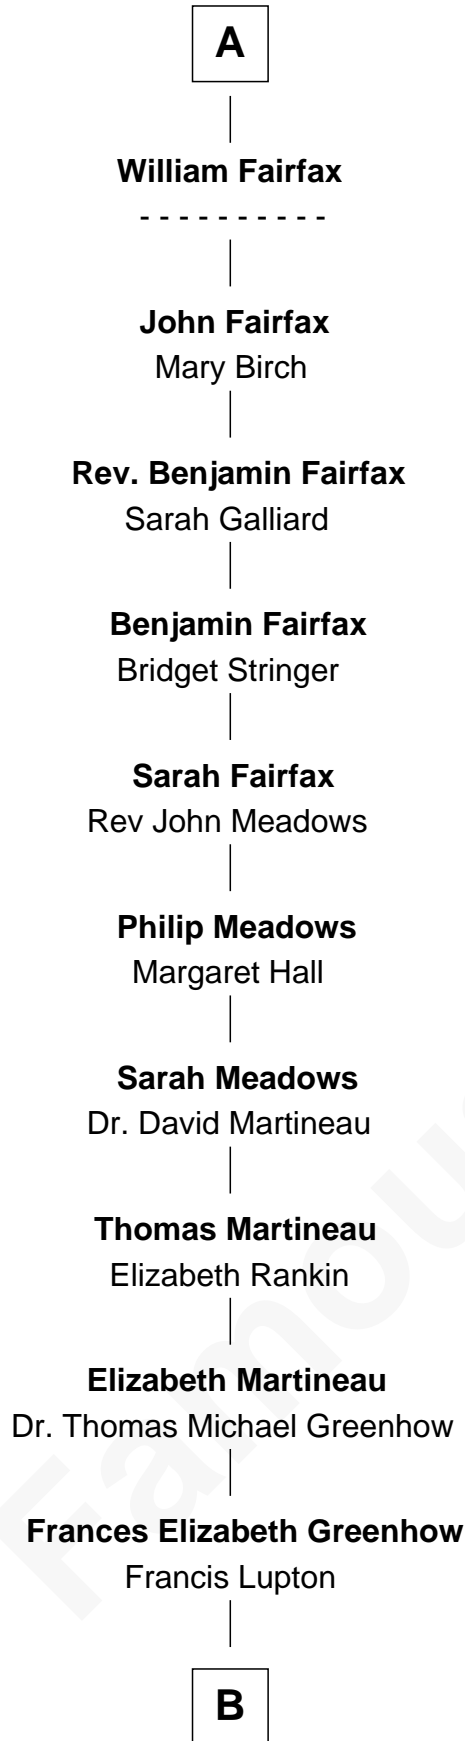 A
William Fairfax
- - - - - - - - - -
John Fairfax
Mary Birch
Rev. Benjamin Fairfax
Sarah Galliard
Benjamin Fairfax
Bridget Stringer
Sarah Fairfax
Rev John Meadows
Philip Meadows
Margaret Hall
Sarah Meadows
Dr. David Martineau
Thomas Martineau
Elizabeth Rankin
Elizabeth Martineau
Dr. Thomas Michael Greenhow
Frances Elizabeth Greenhow
Francis Lupton
B
Famou